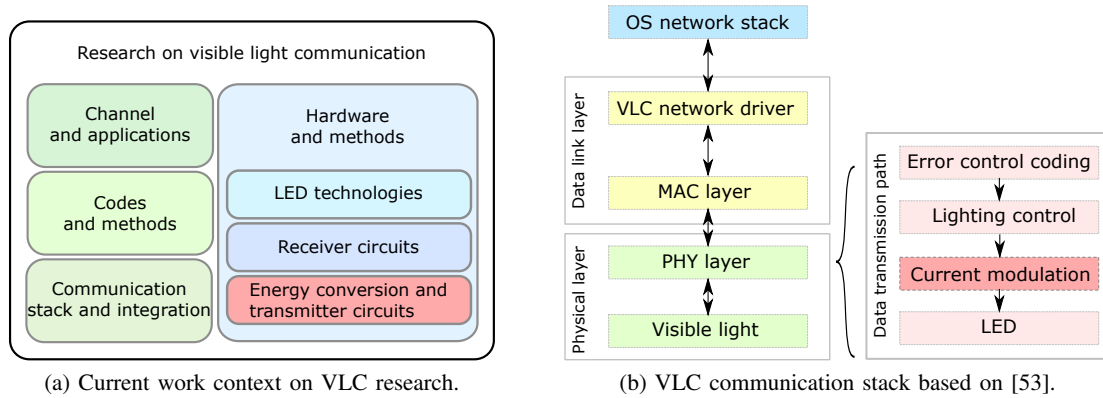 Research on visible light communication
Channel
and applications
Codes
and methods
Communication
stack and integration
Hardware
and methods
LED technologies
Receiver circuits
Energy conversion and
transmitter circuits
(a) Current work context on VLC research.
OS network stack
Data link layer
VLC network driver
MAC layer
Physical layer
PHY layer
Visible light
Data transmission path
Error control coding
Lighting control
Current modulation
LED
(b) VLC communication stack based on [53].